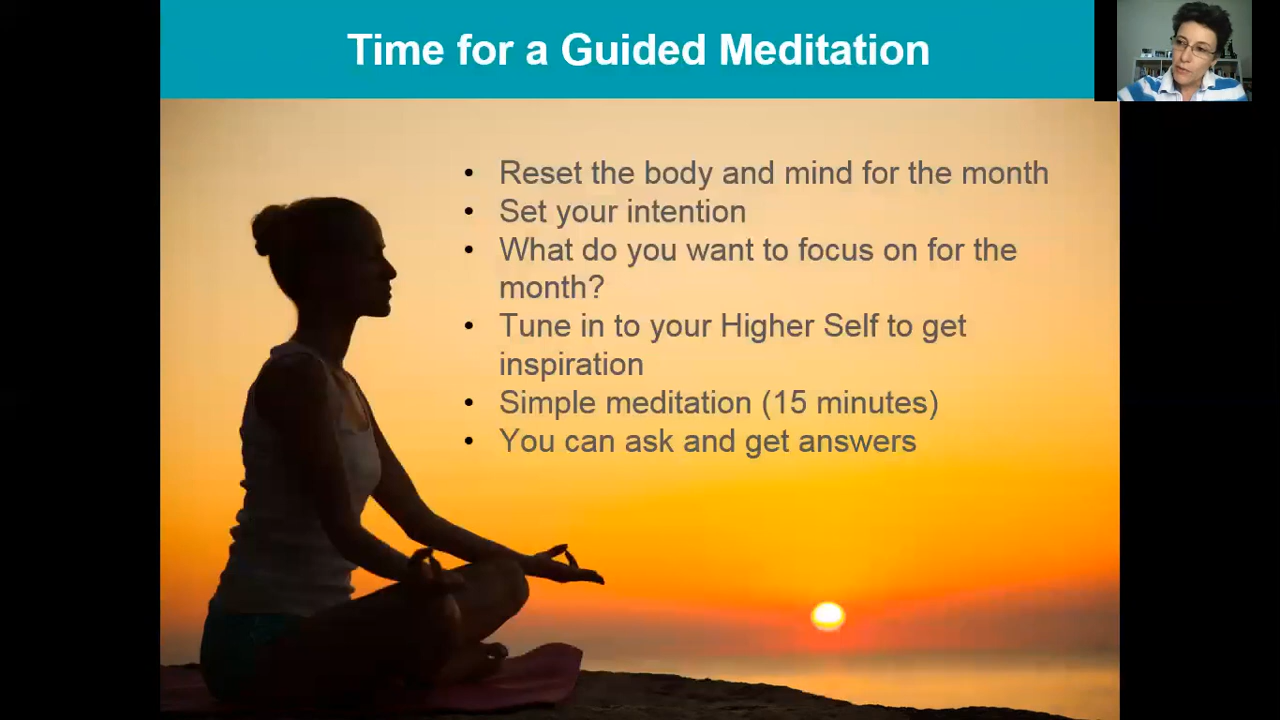 Time for a Guided Meditation
• Reset the body and mind for the month
• Set your intention
• What do you want to focus on for the
month?
• Tune in to your Higher Self to get
inspiration
• Simple meditation (15 minutes)
• You can ask and get answers